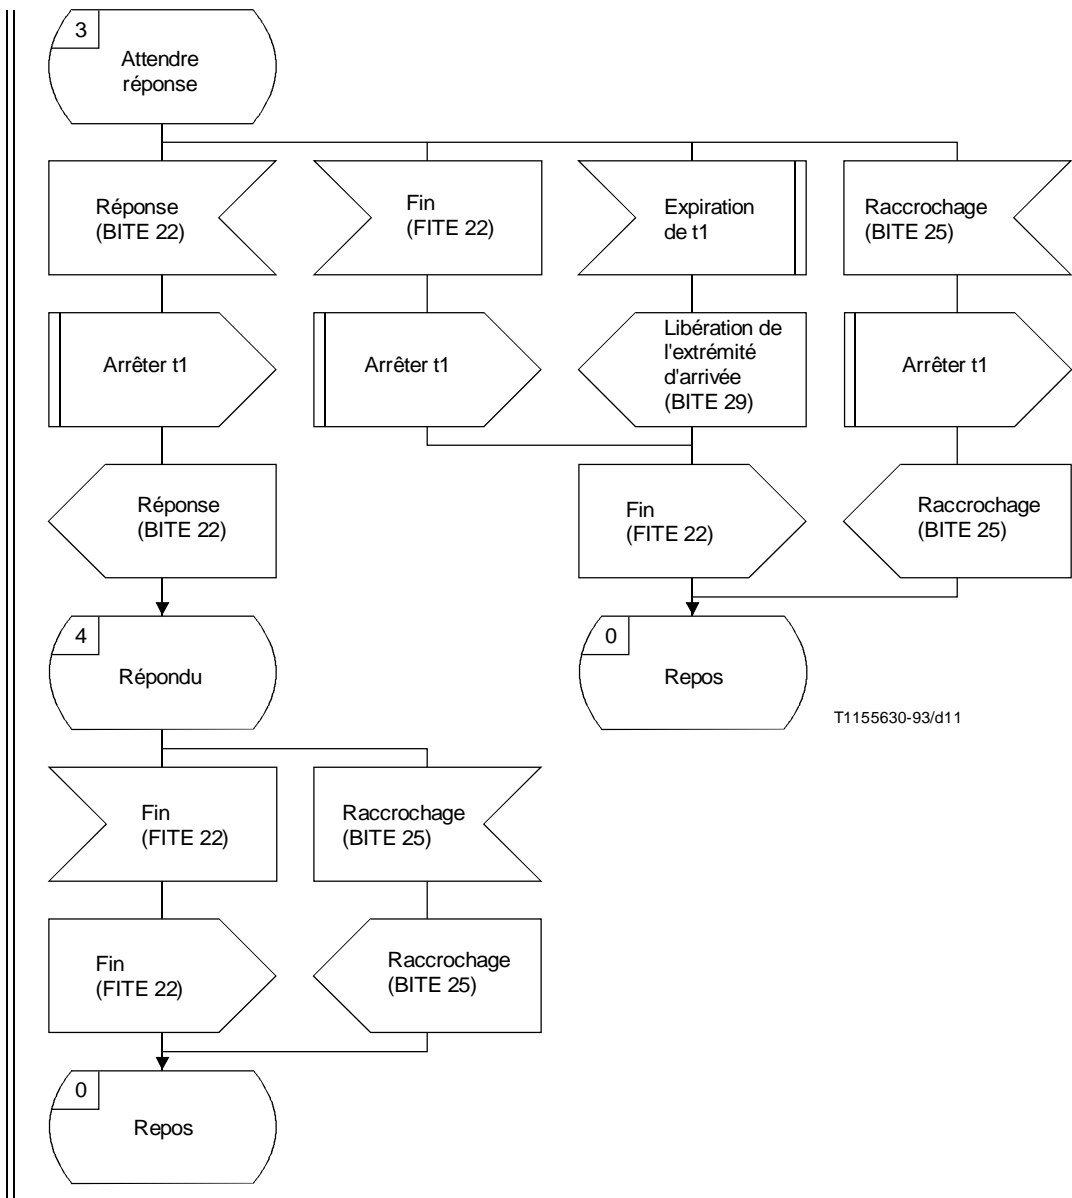 3
Attendre
réponse
Réponse
(BITE 22)
Fin
(FITE 22)
Expiration
de t1
Raccrochage
(BITE 25)
Arrêter t1
Arrêter t1
Libération de
l'extrémité
d'arrivée
(BITE 29)
Arrêter t1
Réponse
(BITE 22)
Fin
(FITE 22)
Raccrochage
(BITE 25)
4
Répondu
0
Repos
T1155630-93/d11
Fin
(FITE 22)
Raccrochage
(BITE 25)
Fin
(FITE 22)
Raccrochage
(BITE 25)
0
Repos